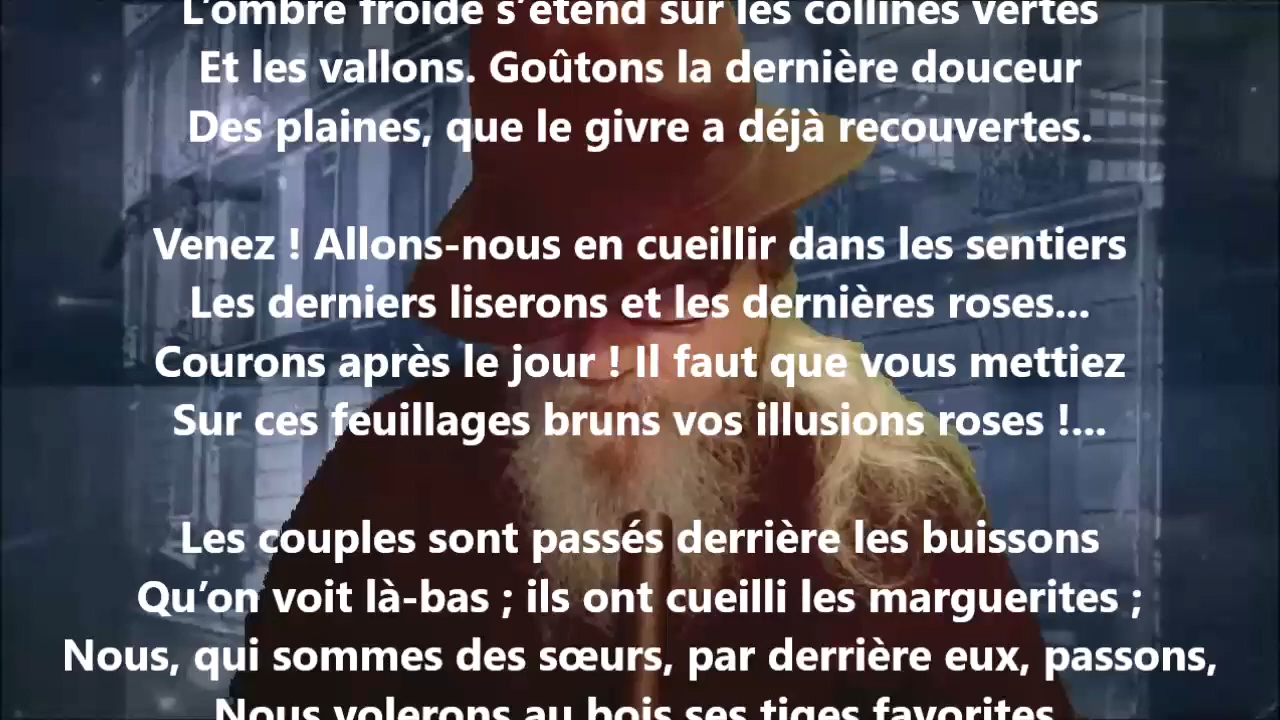 L’ombre froide s’étend sur les collines vertes
Et les vallons. Goûtons la dernière douceur
Des plaines, que le givre a déjà recouvertes.
Venez ! Allons-nous en cueillir dans les sentiers
Les derniers liserons et les dernières roses...
Courons après le jour ! Il faut que vous mettiez
Sur ces feuillages bruns vos illusions roses !...
Les couples sont passés derrière les buissons
Qu’on voit là-bas ; ils ont cueilli les marguerites ;
Nous, qui sommes des sœurs, par derrière eux, passons,
Nous volerons au bois ses tiges favorites